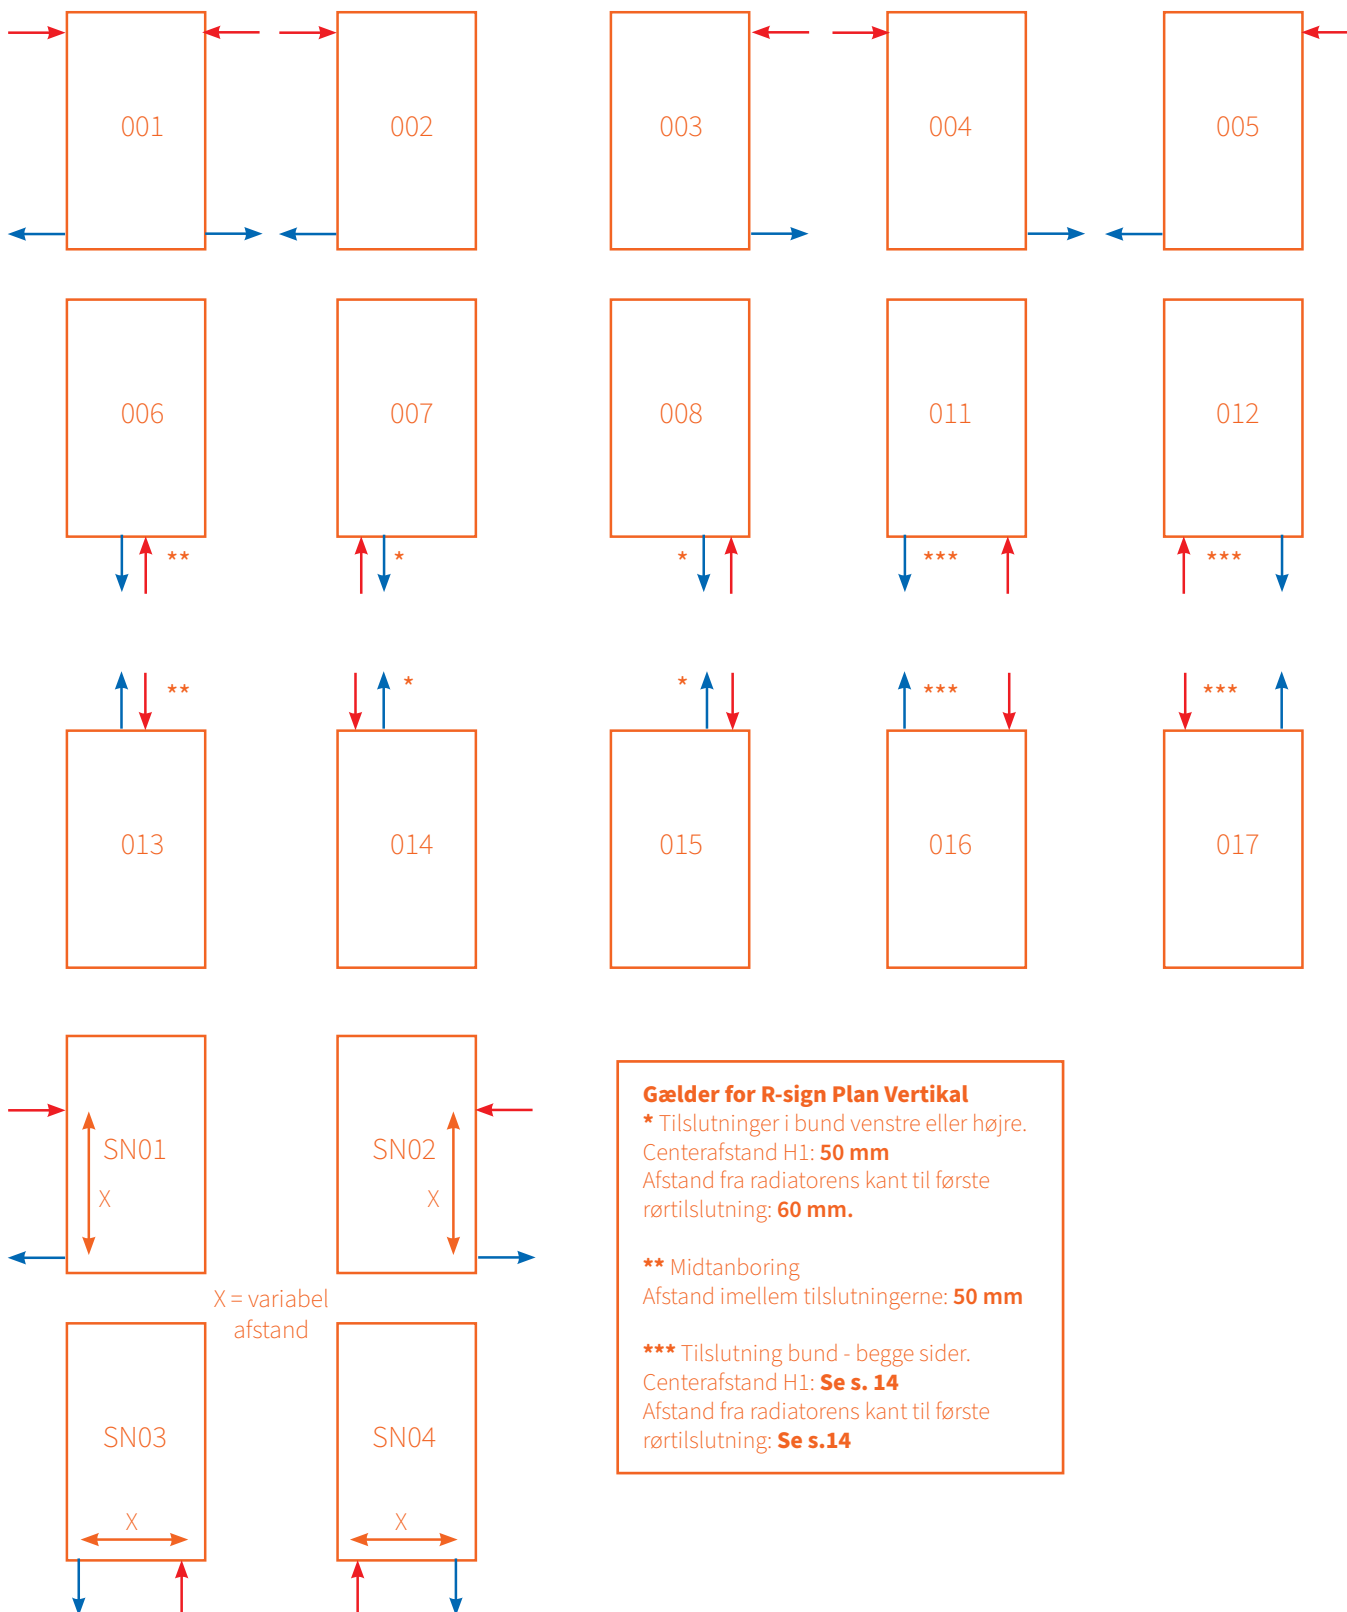 001
002
003
004
005
006
007
008
011
012
**
*
*
***
***
**
*
*
***
***
013
014
015
016
017
SN01
X
SN02
X
X = variabel
afstand
SN03
X
SN04
X
Gælder for R-sign Plan Vertikal
* Tilslutninger i bund venstre eller højre.
Centerafstand H1: 50 mm
Afstand fra radiatorens kant til første
rørtilslutning: 60 mm.
** Midtanboring
Afstand imellem tilslutningerne: 50 mm
*** Tilslutning bund - begge sider.
Centerafstand H1: Se s. 14
Afstand fra radiatorens kant til første
rørtilslutning: Se s.14